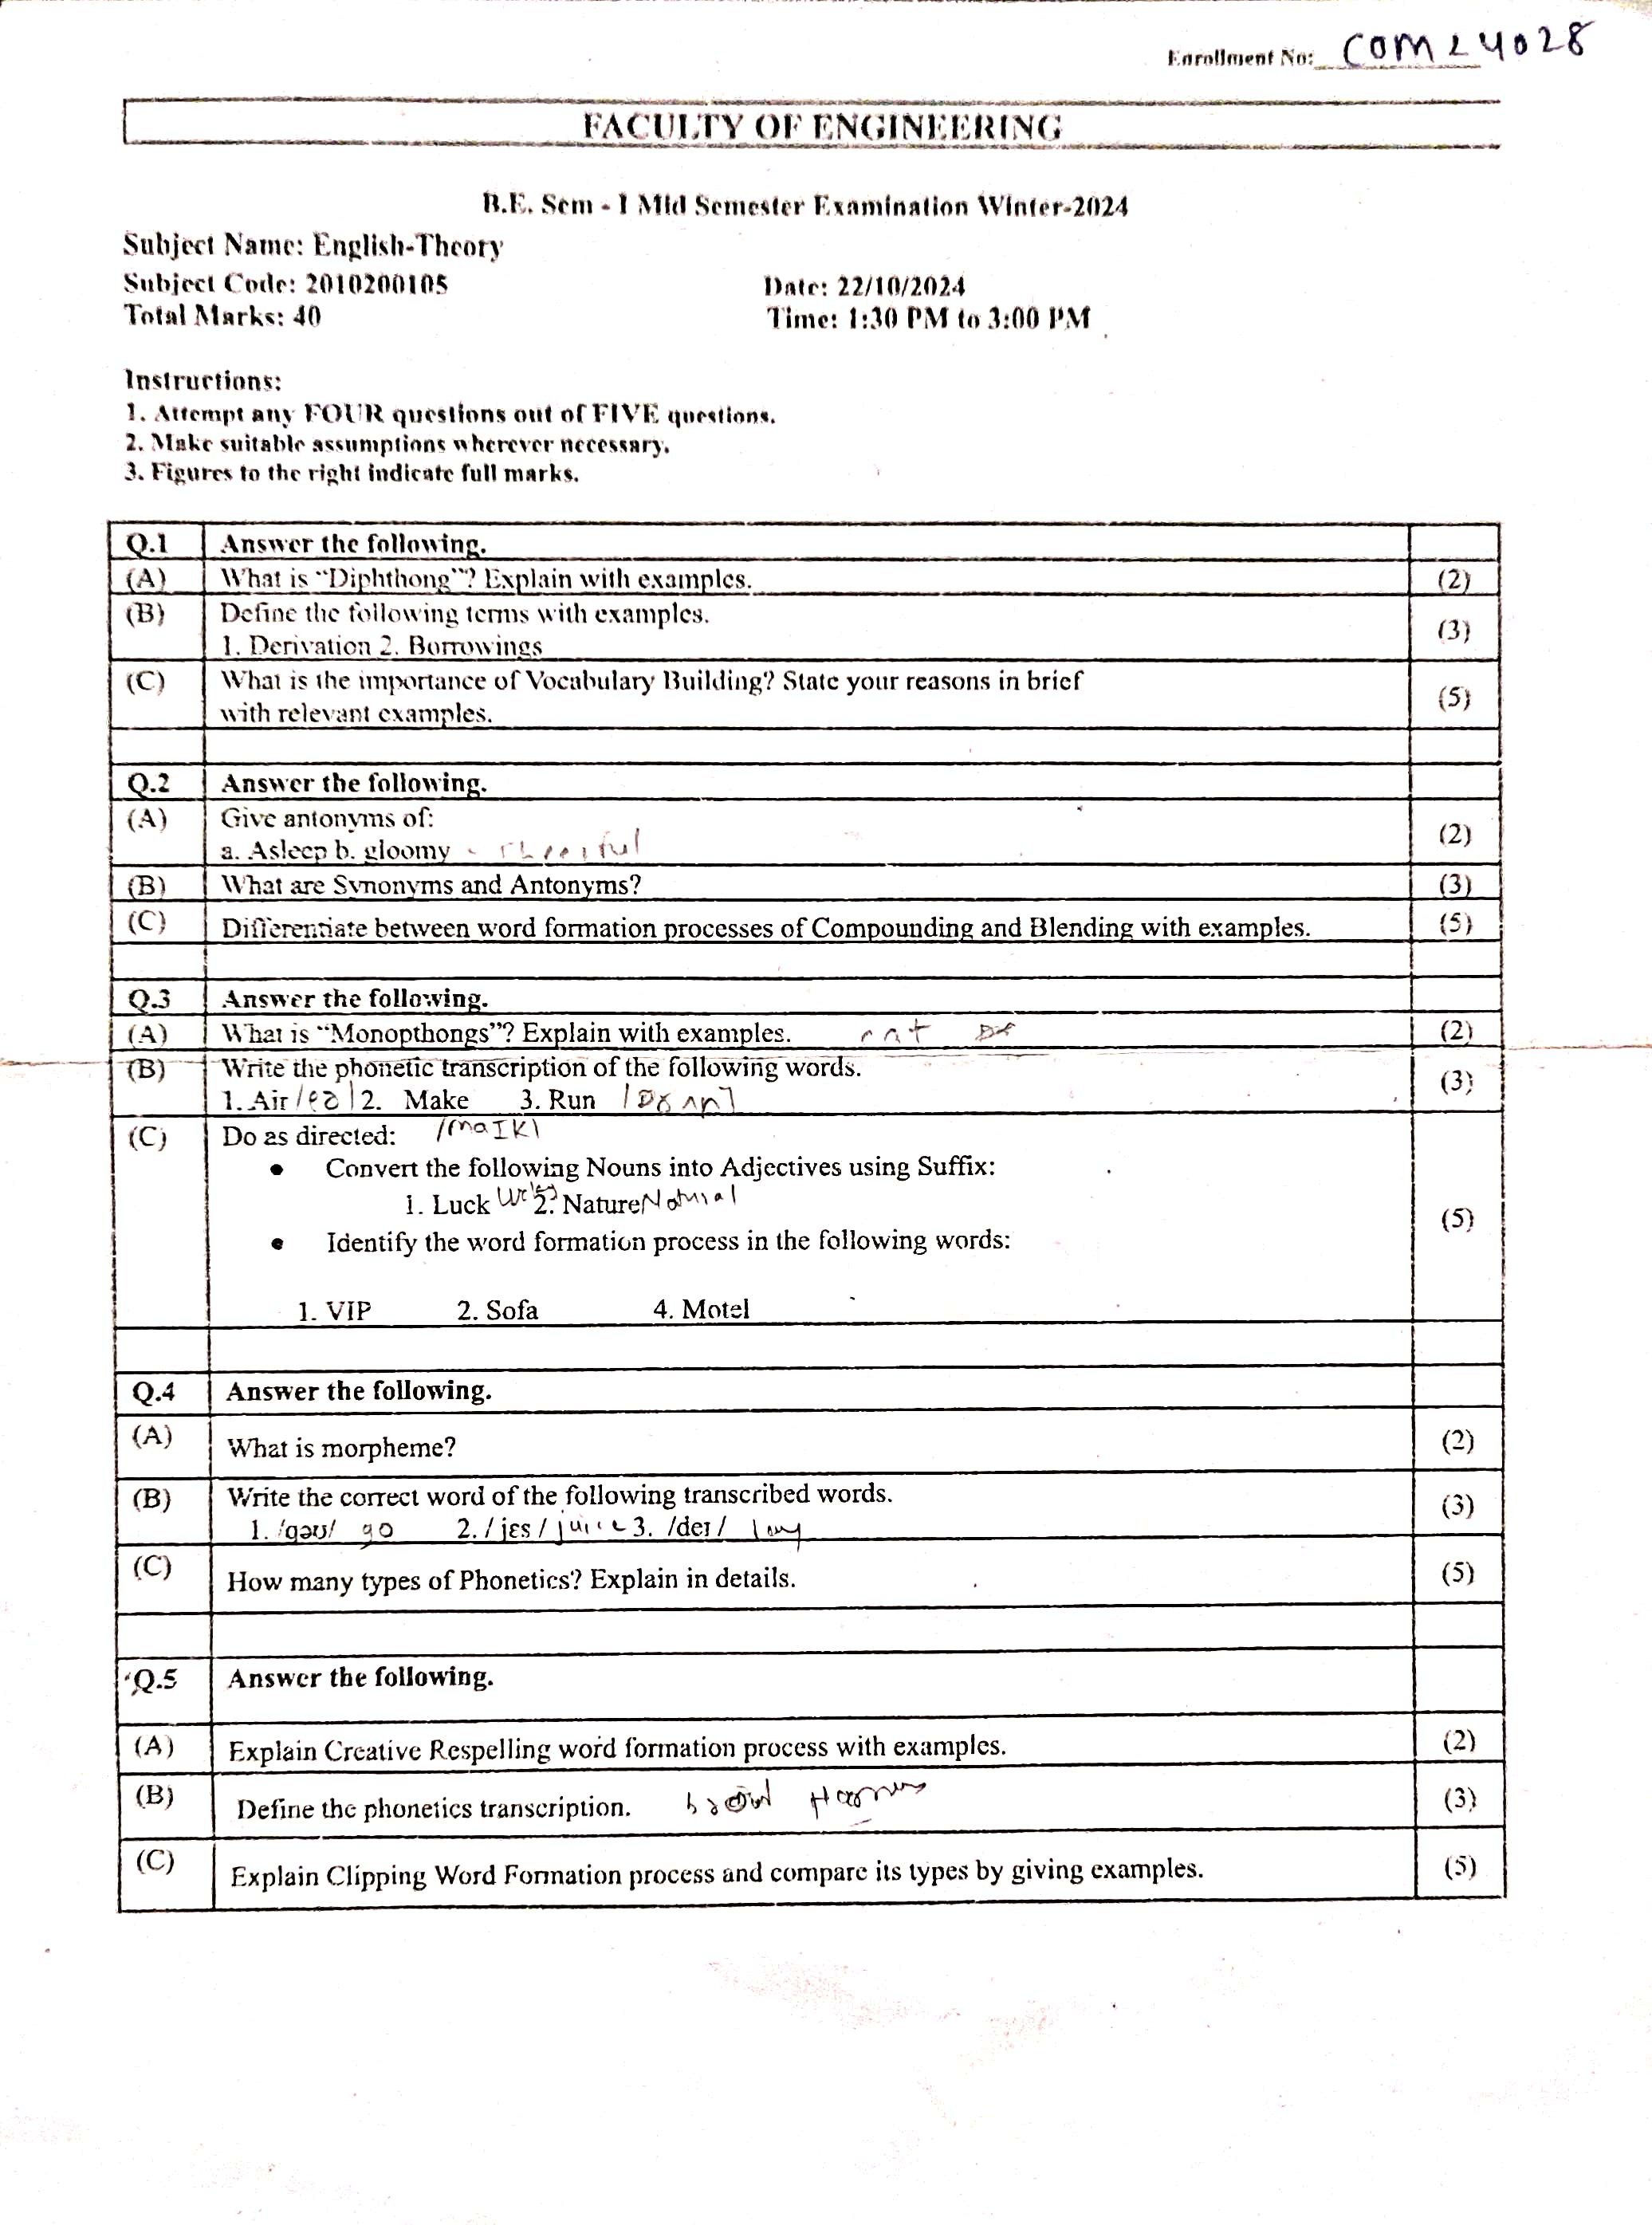 Enrollment No: COM24028
FACULTY OF ENGINEERING
B.E. Sem - I Mid Semester Examination Winter-2024
Subject Name: English-Theory
Subject Code: 2010200105
Date: 22/10/2024
Total Marks: 40
Time: 1:30 PM to 3:00 PM
Instructions:
1. Attempt any FOUR questions out of FIVE questions.
2. Make suitable assumptions wherever necessary.
3. Figures to the right indicate full marks.
Q.1 Answer the following.
(A) What is “Diphthong”? Explain with examples. (2)
(B) Define the following terms with examples. (3)
1. Derivation 2. Borrowings
(C) What is the importance of Vocabulary Building? State your reasons in brief (5)
with relevant examples.
Q.2 Answer the following.
(A) Give antonyms of: (2)
a. Asleep b. gloomy - cheerful
(B) What are Synonyms and Antonyms? (3)
(C) Differentiate between word formation processes of Compounding and Blending with examples. (5)
Q.3 Answer the following.
(A) What is “Monopthongs”? Explain with examples. (2)
(B) Write the phonetic transcription of the following words. (3)
1. Air /eə/ 2. Make 3. Run
(C) Do as directed: /maIk/ (5)
• Convert the following Nouns into Adjectives using Suffix:
1. Luck 2. Nature Natural
• Identify the word formation process in the following words:
1. VIP 2. Sofa 4. Motel
Q.4 Answer the following.
(A) What is morpheme? (2)
(B) Write the correct word of the following transcribed words. (3)
1. /gəʊ/ go 2. / jɛs / juice 3. /deɪ /
(C) How many types of Phonetics? Explain in details. (5)
Q.5 Answer the following.
(A) Explain Creative Respelling word formation process with examples. (2)
(B) Define the phonetics transcription. (3)
(C) Explain Clipping Word Formation process and compare its types by giving examples. (5)